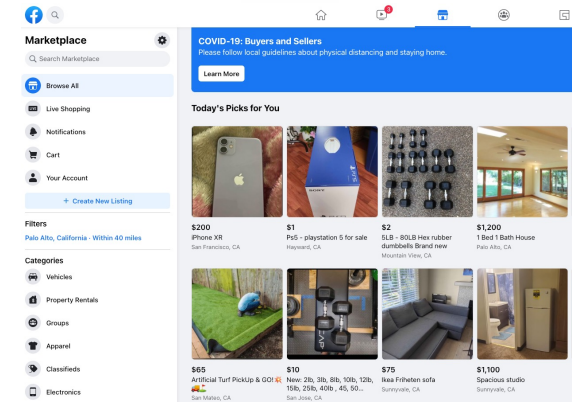 3
Marketplace
Search Marketplace
Browse All
Live Shopping
Notifications
Cart
Your Account
+ Create New Listing
Filters
Palo Alto, California · Within 40 miles
Categories
Vehicles
Property Rentals
Groups
Apparel
Classifieds
Electronics
COVID-19: Buyers and Sellers
Please follow local guidelines about physical distancing and staying home.
Learn More
Today's Picks for You
$200
iPhone XR
San Francisco, CA
SONY
$1
Ps5 - playstation 5 for sale
Hayward, CA
$2
5LB - 80LB Hex rubber
dumbbells Brand new
Mountain View, CA
$1,200
1 Bed 1 Bath House
Palo Alto, CA
$65
Artificial Turf PickUp & GO!💥
🚚💪
San Mateo, CA
CAP
$10
New: 2lb, 3lb, 8lb, 10lb, 12lb,
15lb, 25lb, 40lb , 45, 50...
San Jose, CA
$75
Ikea Friheten sofa
Sunnyvale, CA
$1,100
Spacious studio
Sunnyvale, CA